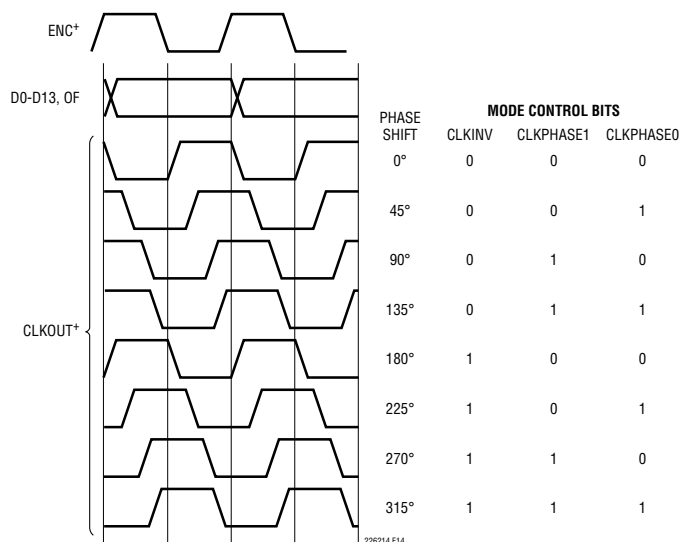 ENC+
D0-D13, OF
PHASE SHIFT
MODE CONTROL BITS
CLKINV CLKPHASE1 CLKPHASE0
0° 0 0 0
45° 0 0 1
90° 0 1 0
135° 0 1 1
CLKOUT+
180° 1 0 0
225° 1 0 1
270° 1 1 0
315° 1 1 1
226214 F14